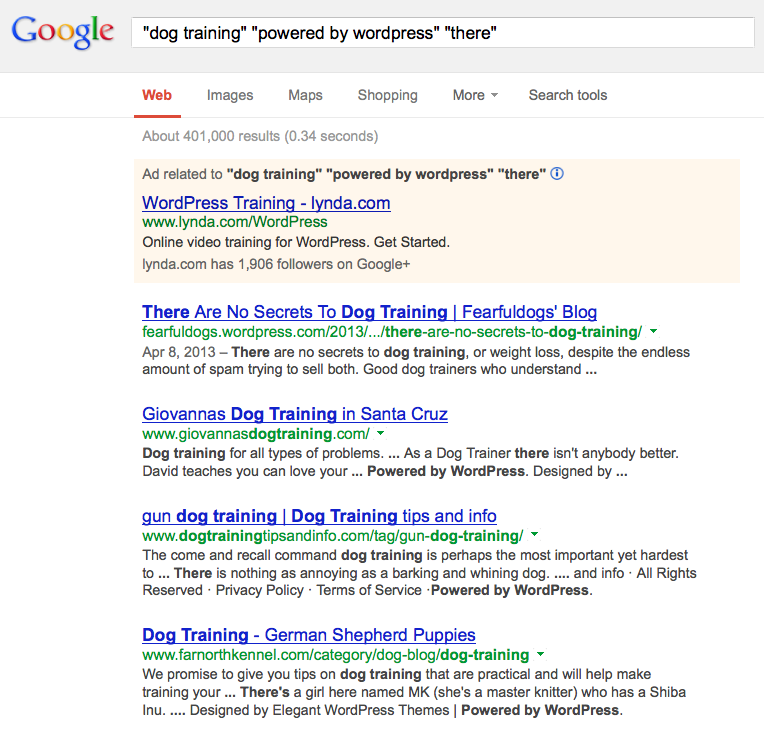 Google
"dog training" "powered by wordpress" "there"
Web Images Maps Shopping More Search tools
About 401,000 results (0.34 seconds)
Ad related to "dog training" "powered by wordpress" "there"
WordPress Training - lynda.com
www.lynda.com/WordPress
Online video training for WordPress. Get Started.
lynda.com has 1,906 followers on Google+
There Are No Secrets To Dog Training | Fearfuldogs' Blog
fearfuldogs.wordpress.com/2013/.../there-are-no-secrets-to-dog-training/
Apr 8, 2013 – There are no secrets to dog training, or weight loss, despite the endless
amount of spam trying to sell both. Good dog trainers who understand ...
Giovannas Dog Training in Santa Cruz
www.giovannasdogtraining.com/
Dog training for all types of problems. ... As a Dog Trainer there isn't anybody better.
David teaches you can love your ... Powered by WordPress. Designed by ...
gun dog training | Dog Training tips and info
www.dogtrainingtipsandinfo.com/tag/gun-dog-training/
The come and recall command dog training is perhaps the most important yet hardest
to ... There is nothing as annoying as a barking and whining dog. .... and info · All Rights
Reserved · Privacy Policy · Terms of Service ·Powered by WordPress.
Dog Training - German Shepherd Puppies
www.farnorthkennel.com/category/dog-blog/dog-training
We promise to give you tips on dog training that are practical and will help make
training your ... There's a girl here named MK (she's a master knitter) who has a Shiba
Inu. .... Designed by Elegant WordPress Themes | Powered by WordPress.